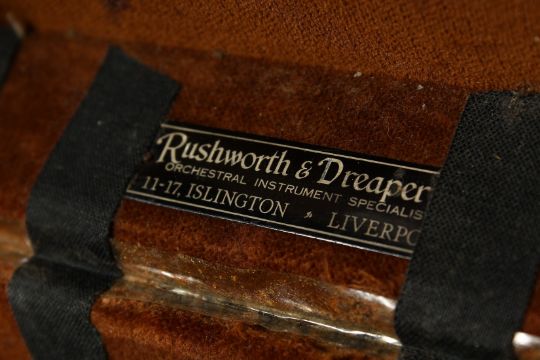 Rushworth & Dreaper
ORCHESTRAL INSTRUMENT SPECIALIS
11-17, ISLINGTON LIVERPO